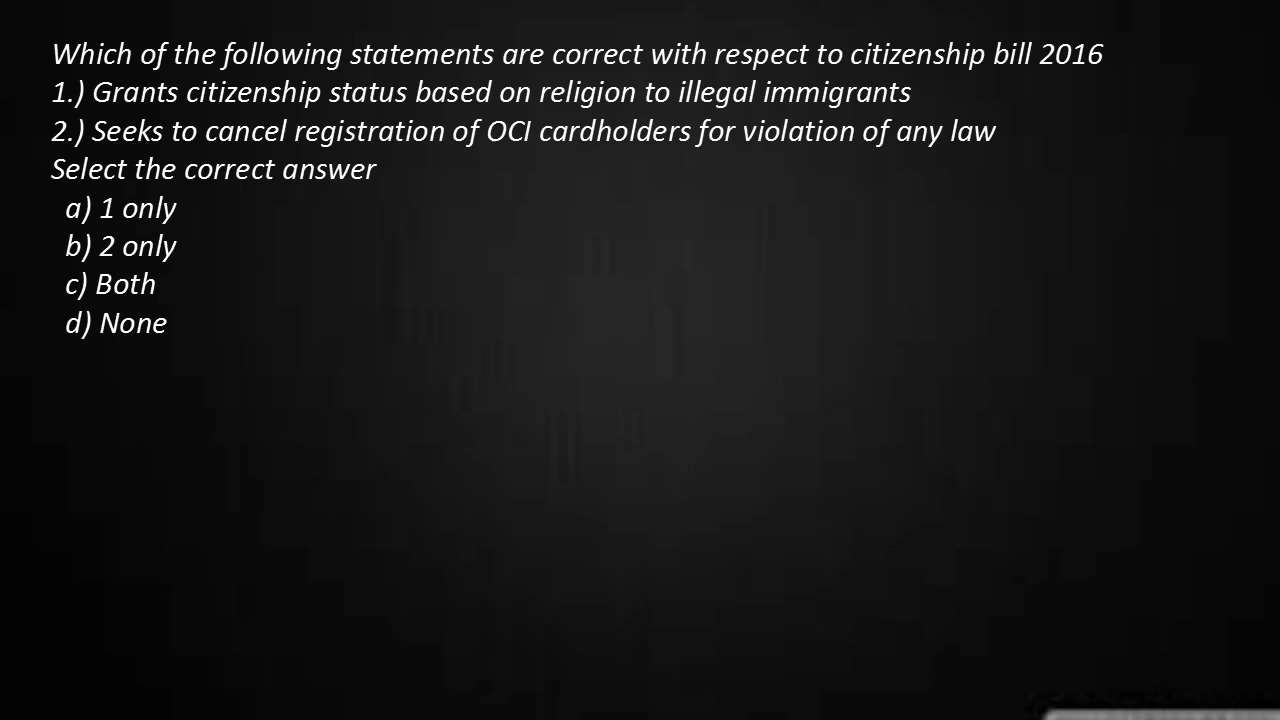 Which of the following statements are correct with respect to citizenship bill 2016
1.) Grants citizenship status based on religion to illegal immigrants
2.) Seeks to cancel registration of OCI cardholders for violation of any law
Select the correct answer
a) 1 only
b) 2 only
c) Both
d) None